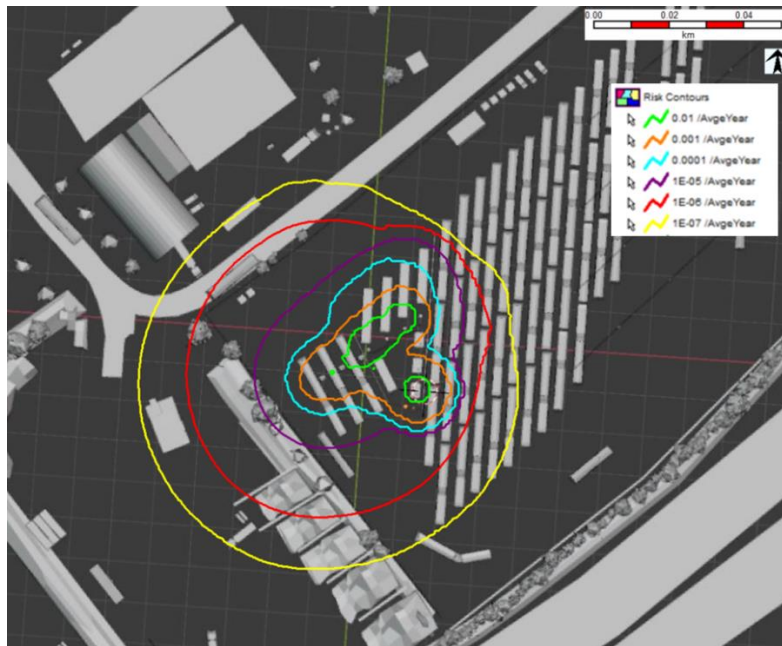 0.00 0.02 0.04
km
Risk Contours
0.01 /AvgeYear
0.001 /AvgeYear
0.0001 /AvgeYear
1E-05 /AvgeYear
1E-06 /AvgeYear
1E-07 /AvgeYear